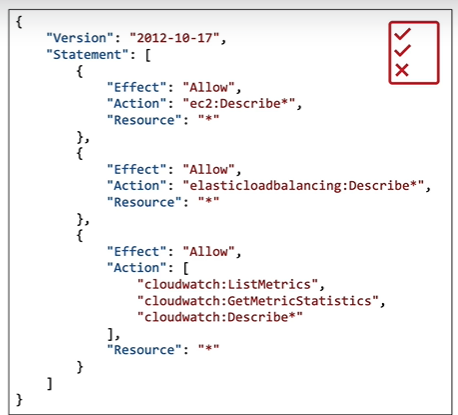 {
"Version": "2012-10-17",
"Statement": [
{
"Effect": "Allow",
"Action": "ec2:Describe*",
"Resource": "*"
},
{
"Effect": "Allow",
"Action": "elasticloadbalancing:Describe*",
"Resource": "*"
},
{
"Effect": "Allow",
"Action": [
"cloudwatch:ListMetrics",
"cloudwatch:GetMetricStatistics",
"cloudwatch:Describe*"
],
"Resource": "*"
}
]
}